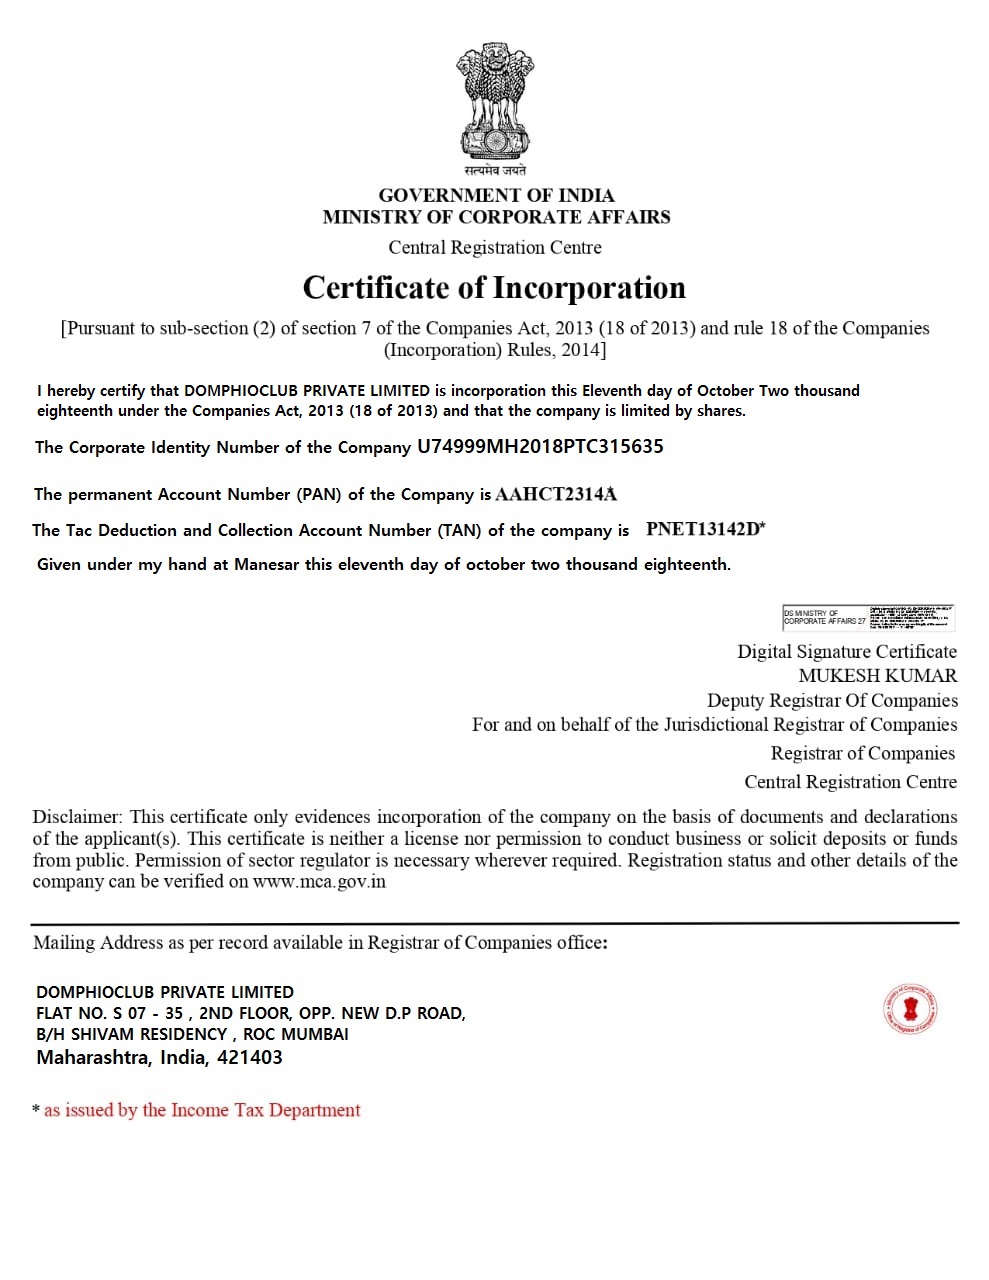 सत्यमेव जयते
GOVERNMENT OF INDIA
MINISTRY OF CORPORATE AFFAIRS
Central Registration Centre
Certificate of Incorporation
[Pursuant to sub-section (2) of section 7 of the Companies Act, 2013 (18 of 2013) and rule 18 of the Companies
(Incorporation) Rules, 2014]
I hereby certify that DOMPHIOCLUB PRIVATE LIMITED is incorporation this Eleventh day of October Two thousand
eighteenth under the Companies Act, 2013 (18 of 2013) and that the company is limited by shares.
The Corporate Identity Number of the Company U74999MH2018PTC315635
The permanent Account Number (PAN) of the Company is AAHCT2314A
The Tac Deduction and Collection Account Number (TAN) of the company is PNET13142D*
Given under my hand at Manesar this eleventh day of october two thousand eighteenth.
DS MINISTRY OF
CORPORATE AFFAIRS 27
Digital Signature Certificate
MUKESH KUMAR
Deputy Registrar Of Companies
For and on behalf of the Jurisdictional Registrar of Companies
Registrar of Companies
Central Registration Centre
Disclaimer: This certificate only evidences incorporation of the company on the basis of documents and declarations
of the applicant(s). This certificate is neither a license nor permission to conduct business or solicit deposits or funds
from public. Permission of sector regulator is necessary wherever required. Registration status and other details of the
company can be verified on www.mca.gov.in
Mailing Address as per record available in Registrar of Companies office:
DOMPHIOCLUB PRIVATE LIMITED
FLAT NO. S 07 - 35 , 2ND FLOOR, OPP. NEW D.P ROAD,
B/H SHIVAM RESIDENCY , ROC MUMBAI
Maharashtra, India, 421403
Ministry of Corporate Affairs
Office of Registrar of Companies
* as issued by the Income Tax Department